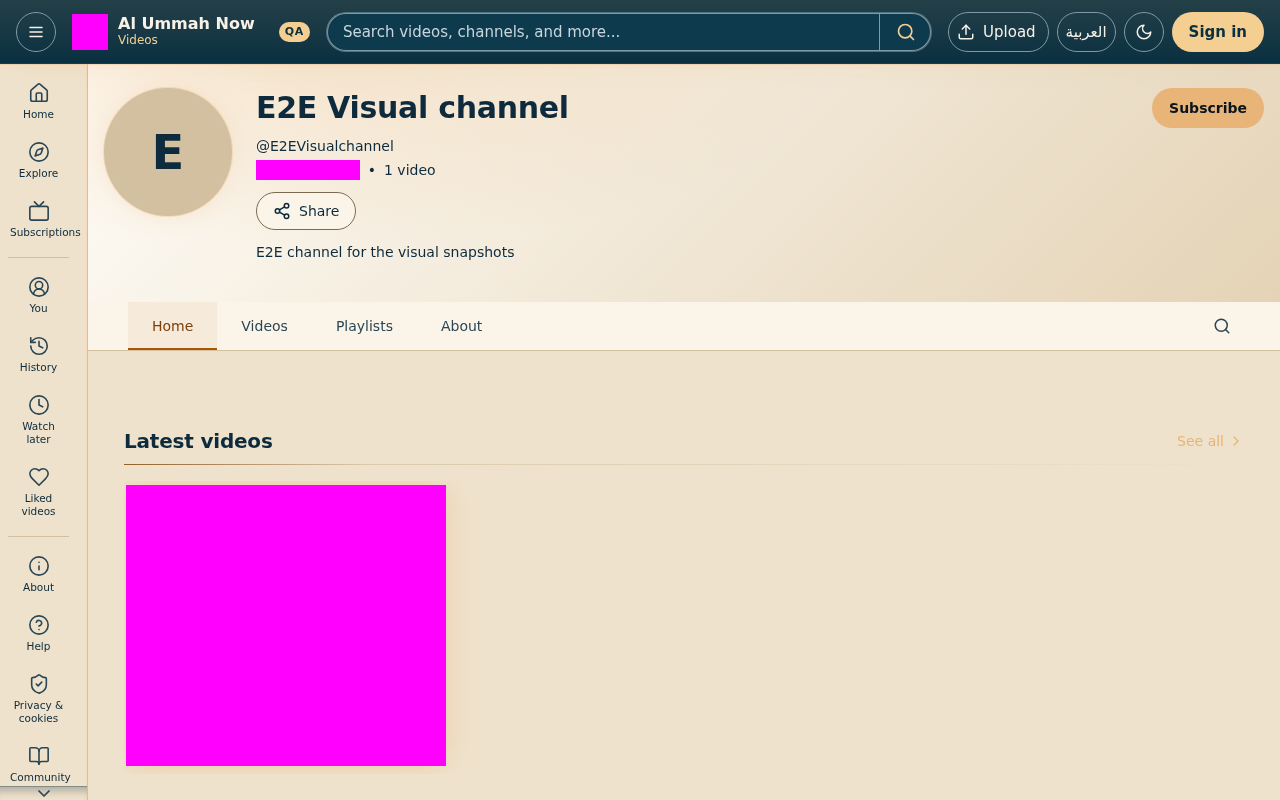 Al Ummah Now
Videos
QA
Search videos, channels, and more...
Upload
العربية
Sign in
Home
Explore
Subscriptions
You
History
Watch
later
Liked
videos
About
Help
Privacy &
cookies
Community
E
E2E Visual channel
Subscribe
@E2EVisualchannel
• 1 video
Share
E2E channel for the visual snapshots
Home
Videos
Playlists
About
Latest videos
See all